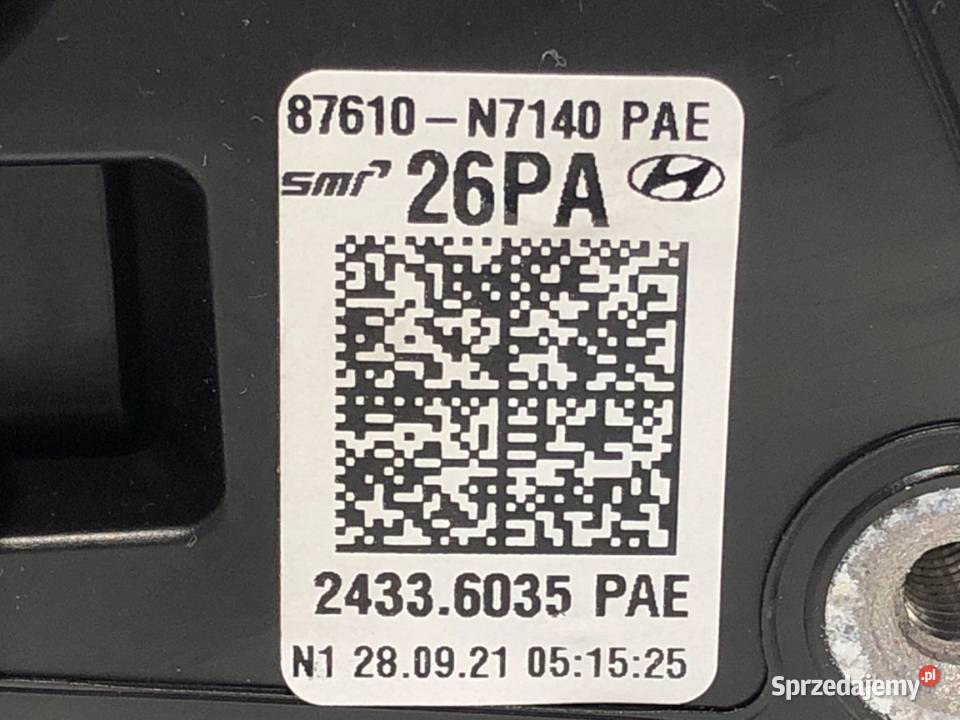 87610-N7140 PAE
smr 26PA
2433.6035 PAE
N1 28.09.21 05:15:25
Sprzedajemy.pl